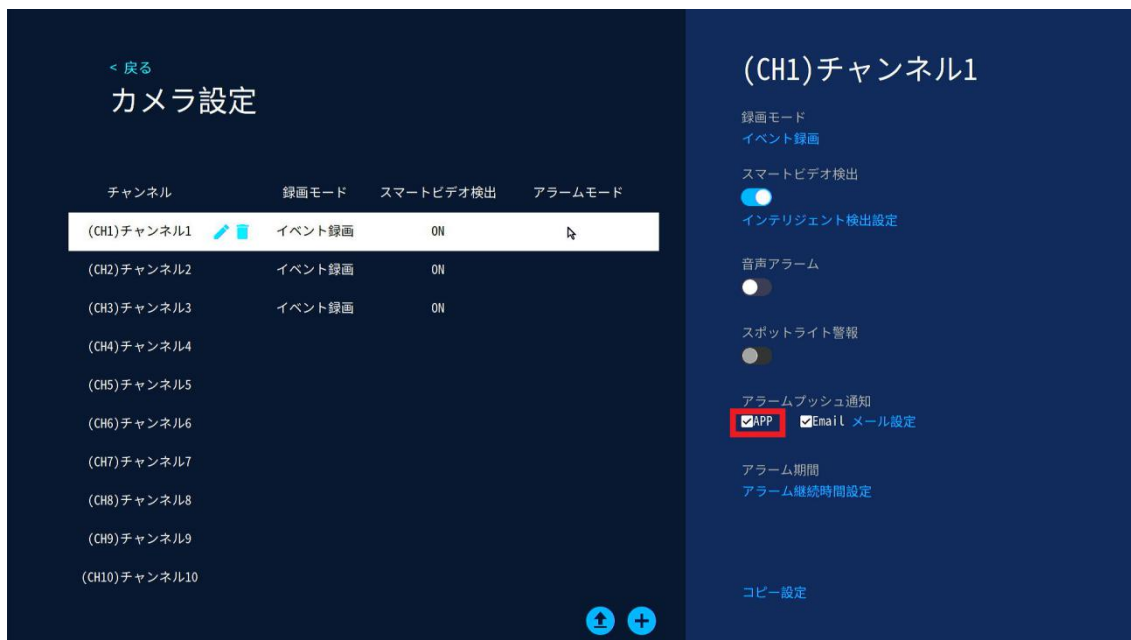 < 戻る
カメラ設定
チャンネル 録画モード スマートビデオ検出 アラームモード
(CH1)チャンネル1 イベント録画 ON
(CH2)チャンネル2 イベント録画 ON
(CH3)チャンネル3 イベント録画 ON
(CH4)チャンネル4
(CH5)チャンネル5
(CH6)チャンネル6
(CH7)チャンネル7
(CH8)チャンネル8
(CH9)チャンネル9
(CH10)チャンネル10
(CH1)チャンネル1
録画モード
イベント録画
スマートビデオ検出
インテリジェント検出設定
音声アラーム
スポットライト警報
アラームプッシュ通知
APP Email メール設定
アラーム期間
アラーム継続時間設定
コピー設定